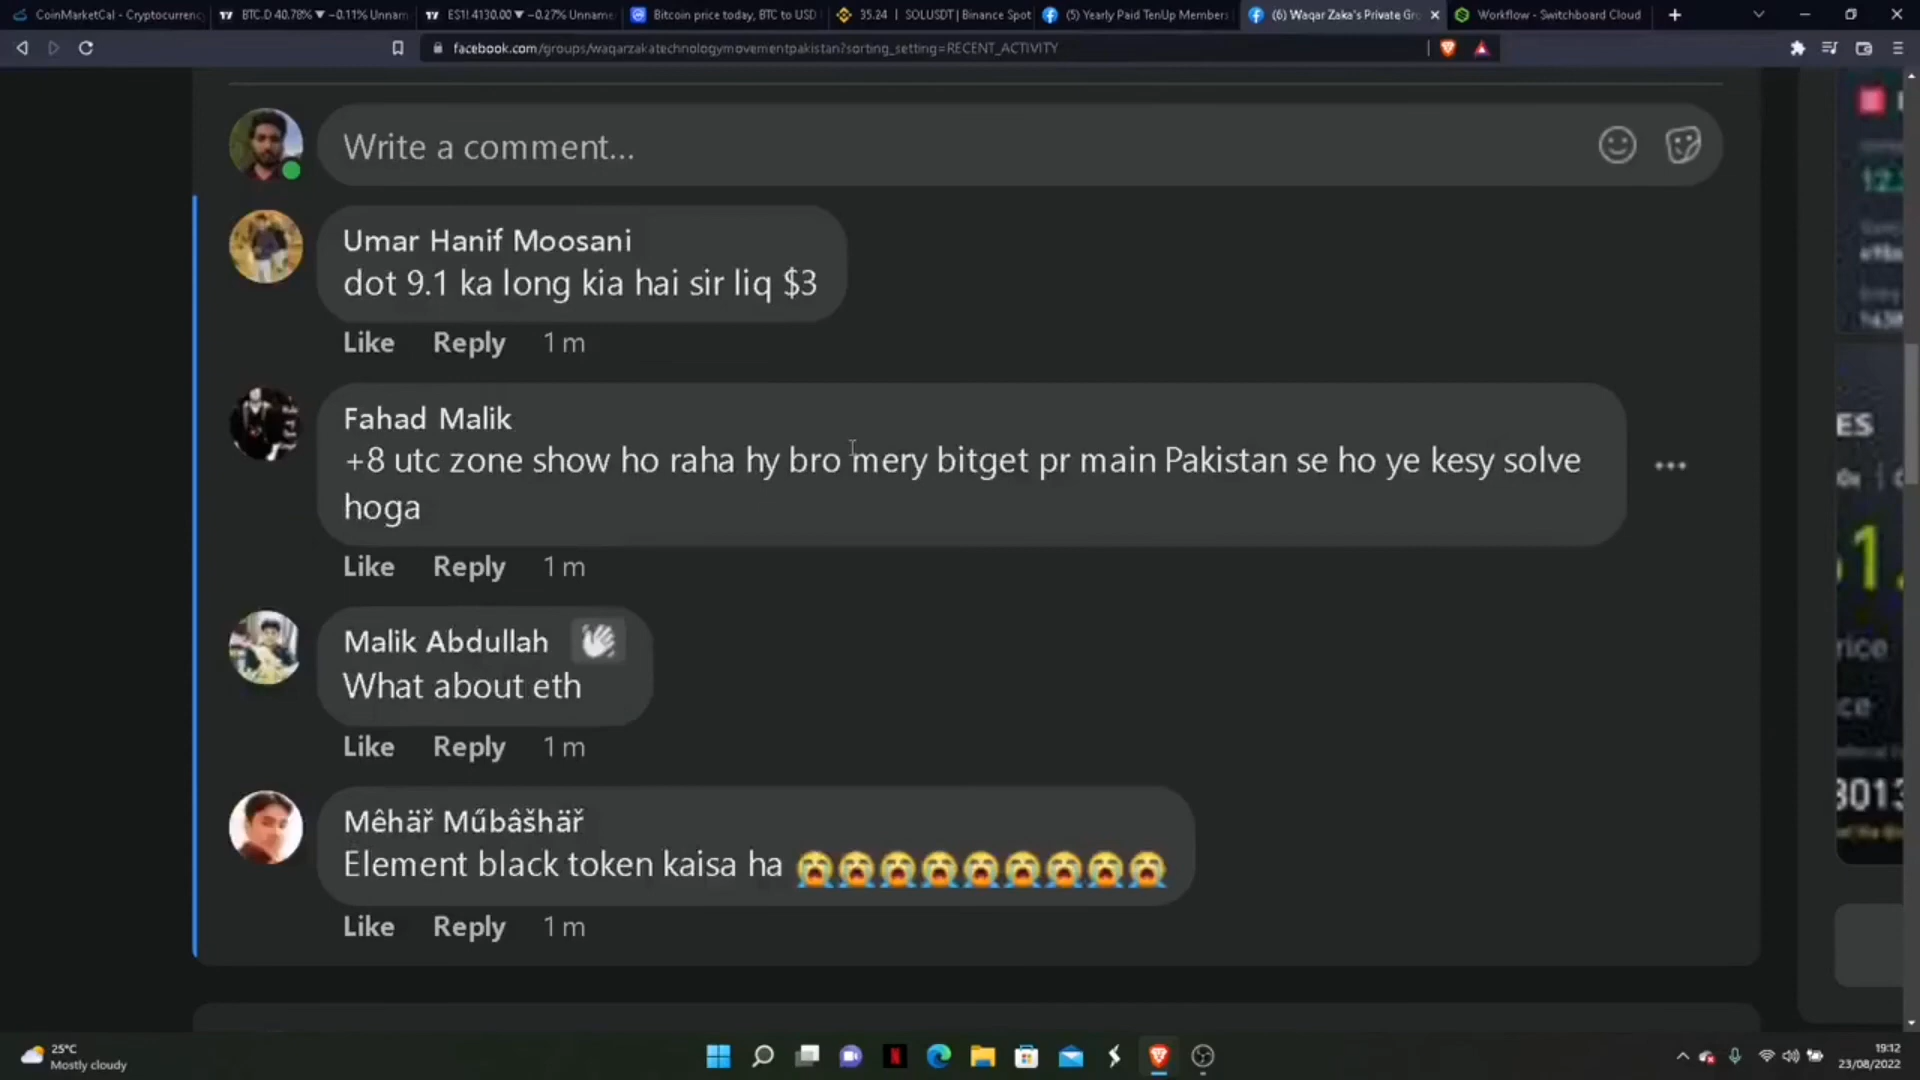 CoinMarketCal - Cryptocurrenc
BTC.D 40.78%▼ −0.11% Unnam
ES1! 4130.00▼ −0.27% Unname
Bitcoin price today, BTC to USD
35.24 | SOLUSDT | Binance Spot
(5) Yearly Paid TenUp Members
(6) Waqar Zaka's Private Gr
Workflow - Switchboard Cloud
facebook.com/groups/waqarzakatechnologymovementpakistan?sorting_setting=RECENT_ACTIVITY
Write a comment...
Umar Hanif Moosani
dot 9.1 ka long kia hai sir liq $3
Like Reply 1 m
Fahad Malik
+8 utc zone show ho raha hy bro mery bitget pr main Pakistan se ho ye kesy solve
hoga
Like Reply 1 m
Malik Abdullah 👋
What about eth
Like Reply 1 m
Mêhäř Műbâšhäř
Element black token kaisa ha 😭😭😭😭😭😭😭😭😭
Like Reply 1 m
25°C
Mostly cloudy
19:12
23/08/2022